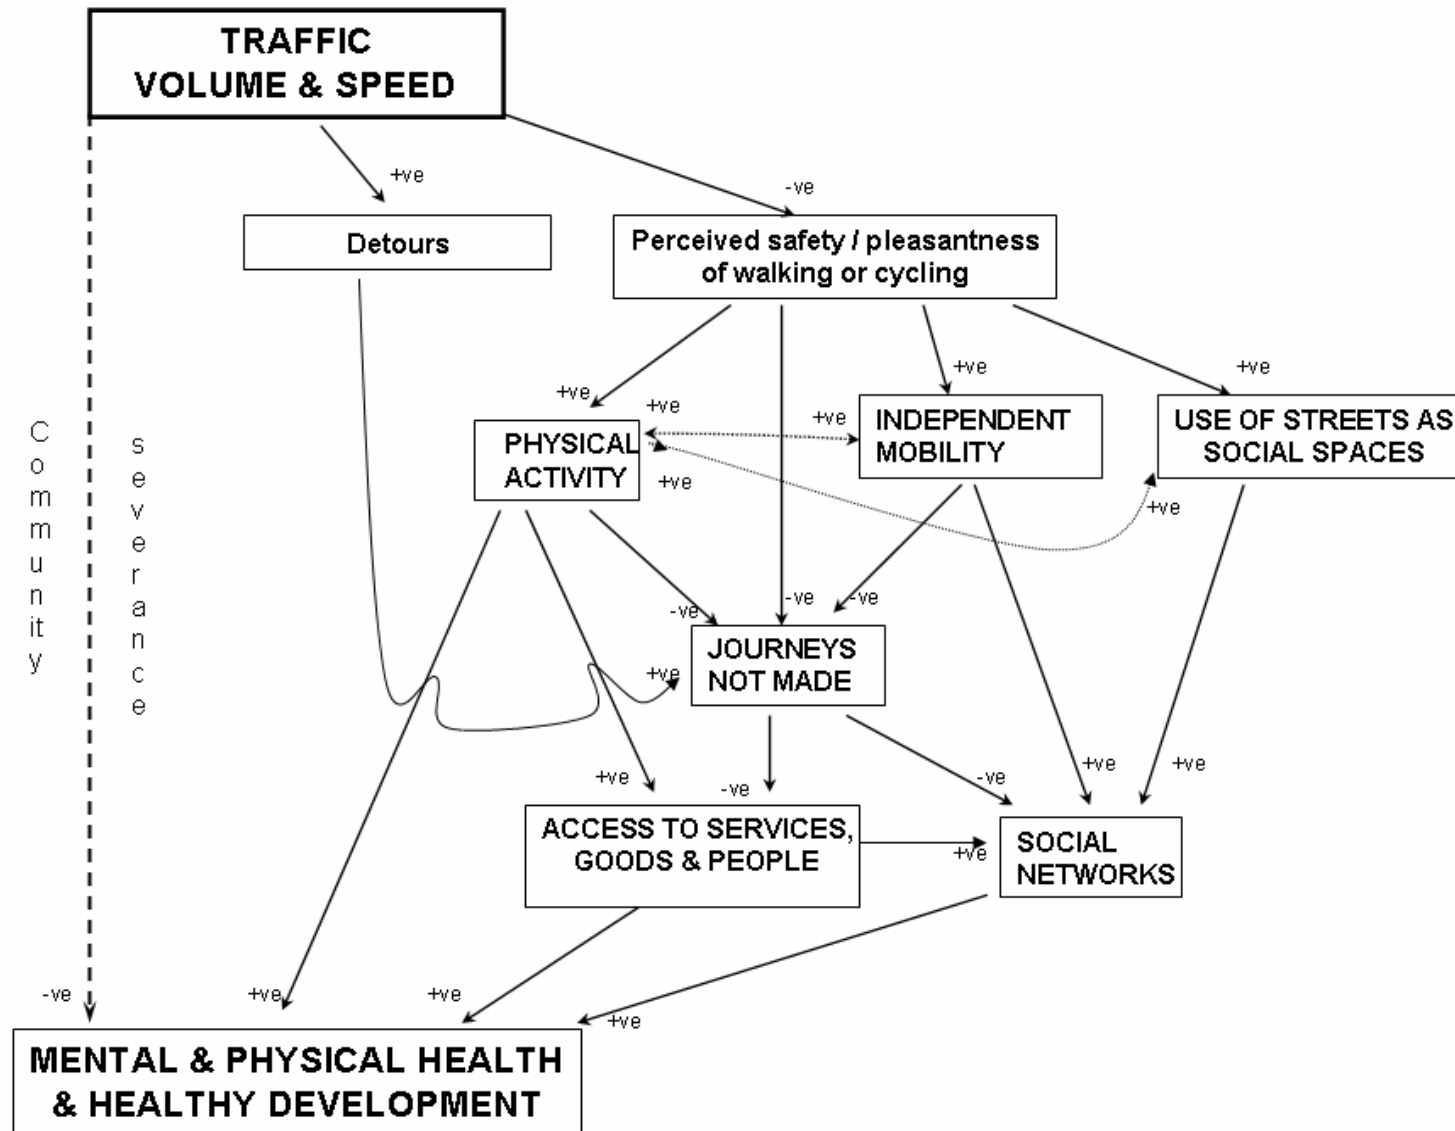 TRAFFIC
VOLUME & SPEED
+ve
-ve
Detours
Perceived safety / pleasantness
of walking or cycling
+ve
+ve
+ve
+ve
+ve
PHYSICAL
ACTIVITY
+ve
INDEPENDENT
MOBILITY
USE OF STREETS AS
SOCIAL SPACES
+ve
Community
severance
-ve
-ve
-ve
+ve
JOURNEYS
NOT MADE
+ve
-ve
-ve
+ve
+ve
ACCESS TO SERVICES,
GOODS & PEOPLE
+ve
SOCIAL
NETWORKS
-ve
+ve
+ve
+ve
MENTAL & PHYSICAL HEALTH
& HEALTHY DEVELOPMENT